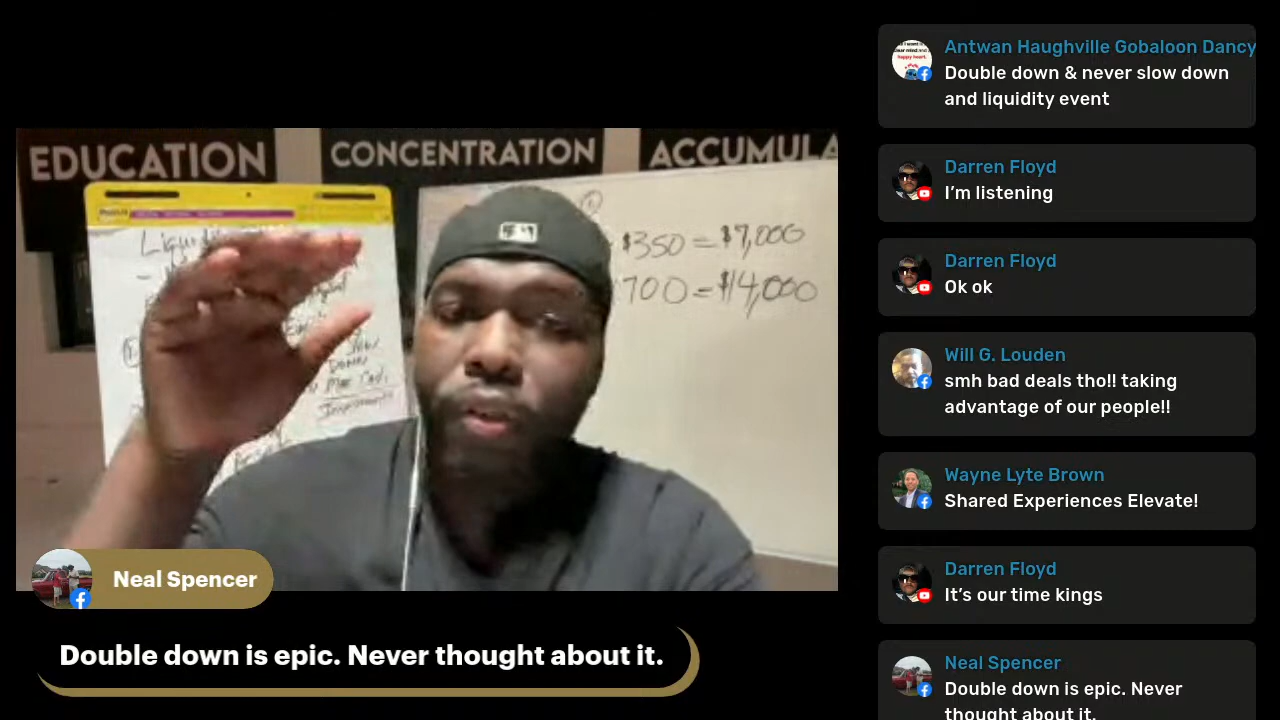 EDUCATION
CONCENTRATION
ACCUMULA
$350 = $7,000
700 = $14,000
DOWN
Neal Spencer
Double down is epic. Never thought about it.
Antwan Haughville Gobaloon Dancy
Double down & never slow down
and liquidity event
Darren Floyd
I’m listening
Darren Floyd
Ok ok
Will G. Louden
smh bad deals tho!! taking
advantage of our people!!
Wayne Lyte Brown
Shared Experiences Elevate!
Darren Floyd
It’s our time kings
Neal Spencer
Double down is epic. Never
thought about it.